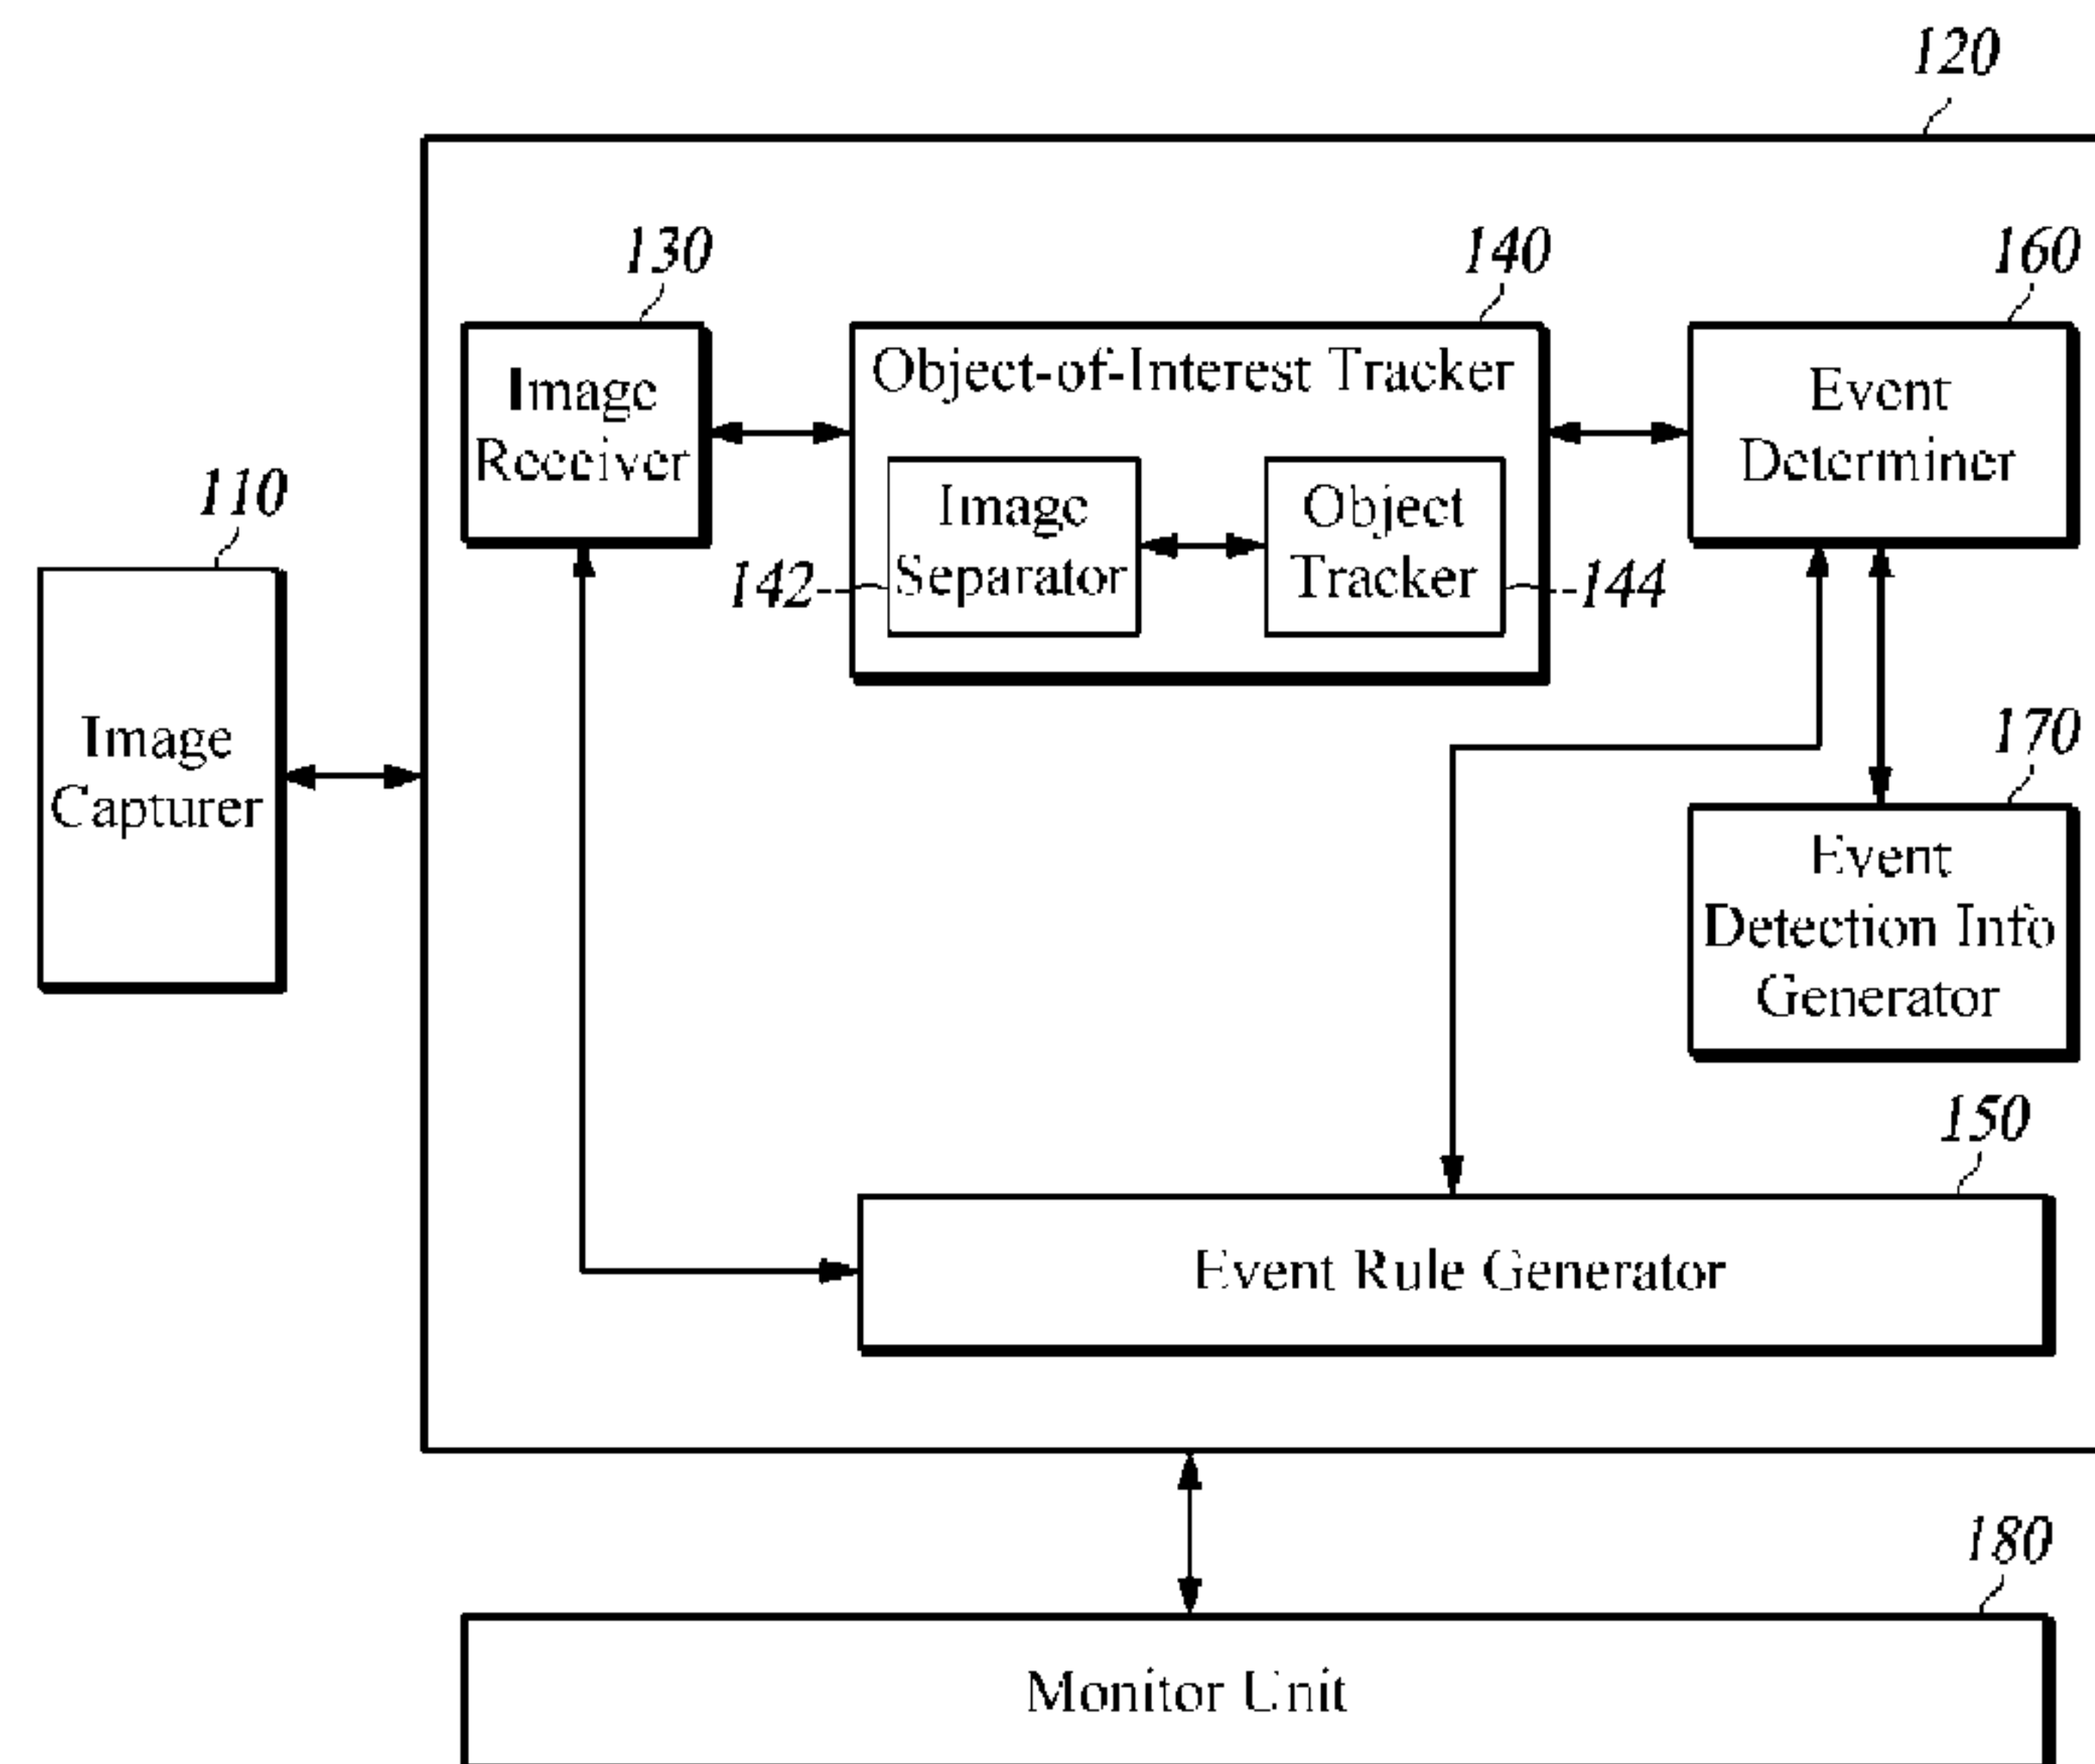 120
130
140
160
Image
Receiver
Object-of-Interest Tracker
Event
Determiner
110
Image
Separator
Object
Tracker
142
144
Image
Capturer
170
Event
Detection Info
Generator
150
Event Rule Generator
180
Monitor Unit